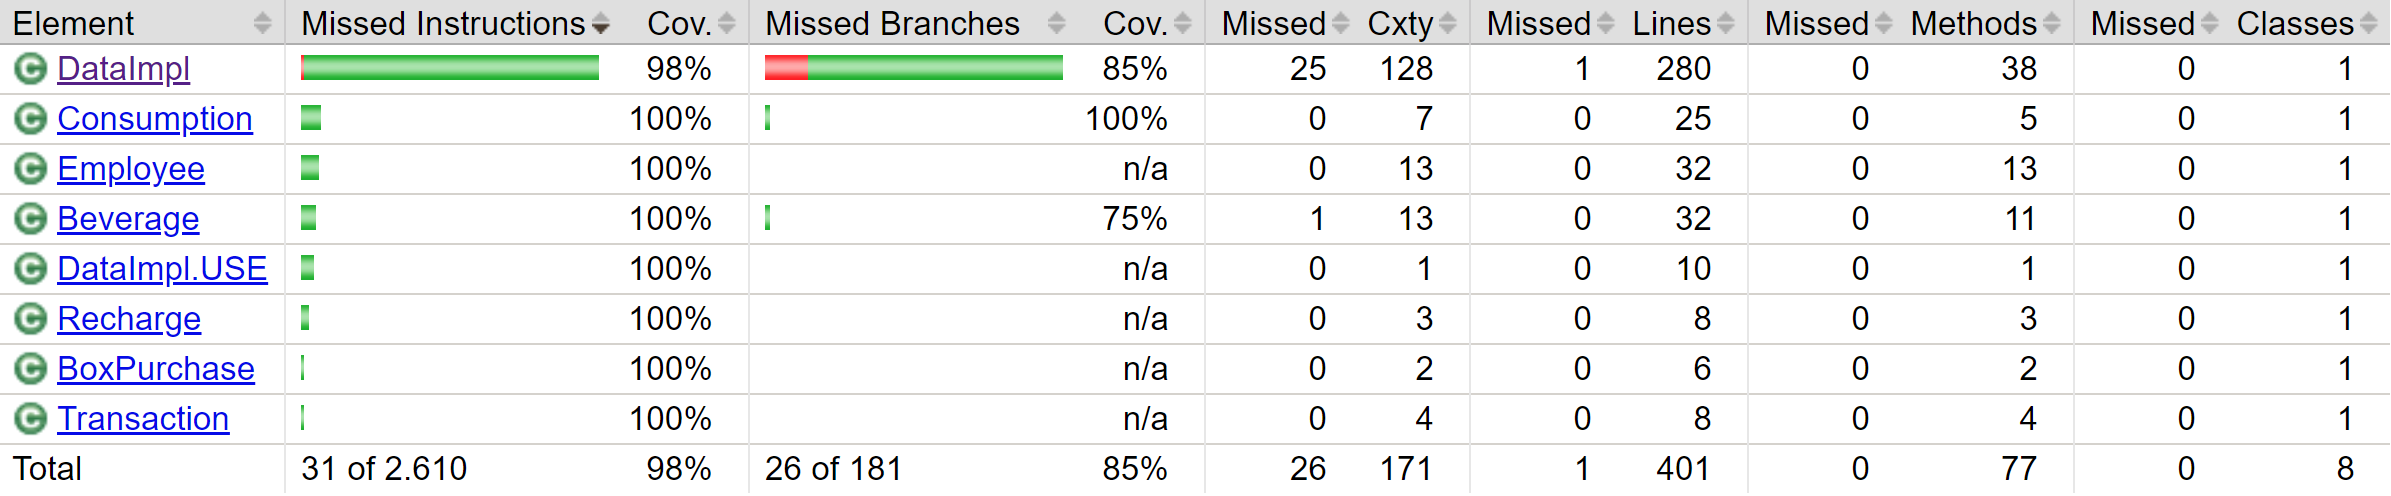 Element Missed Instructions Cov. Missed Branches Cov. Missed Cxty Missed Lines Missed Methods Missed Classes
C DataImpl 98% 85% 25 128 1 280 0 38 0 1
C Consumption 100% 100% 0 7 0 25 0 5 0 1
C Employee 100% n/a 0 13 0 32 0 13 0 1
C Beverage 100% 75% 1 13 0 32 0 11 0 1
C DataImpl.USE 100% n/a 0 1 0 10 0 1 0 1
C Recharge 100% n/a 0 3 0 8 0 3 0 1
C BoxPurchase 100% n/a 0 2 0 6 0 2 0 1
C Transaction 100% n/a 0 4 0 8 0 4 0 1
Total 31 of 2.610 98% 26 of 181 85% 26 171 1 401 0 77 0 8